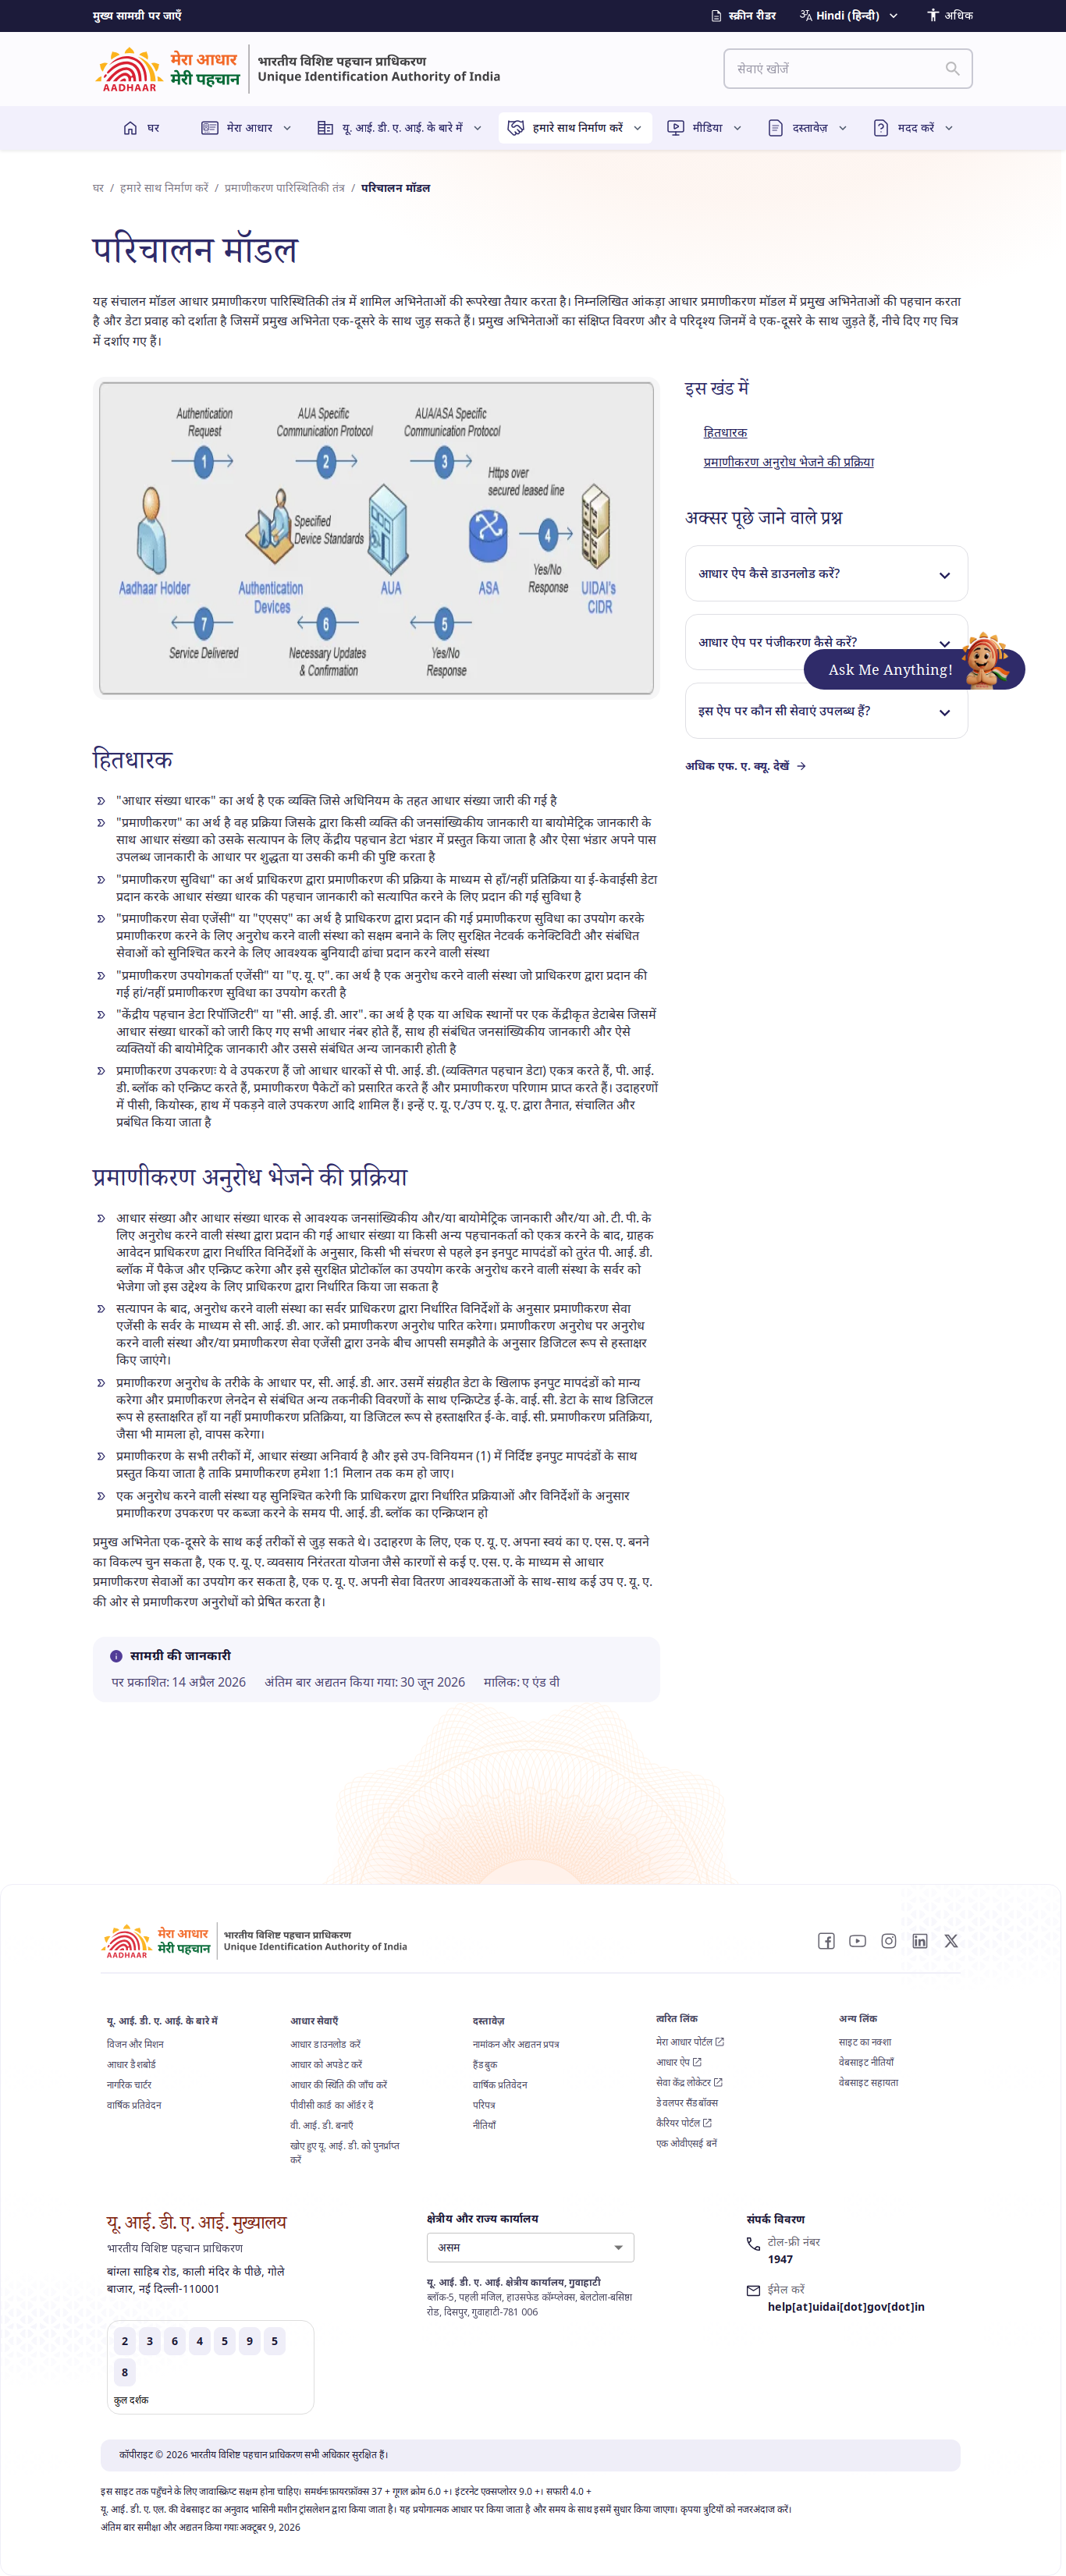 मुख्य सामग्री पर जाएँ
स्क्रीन रीडर
Hindi (हिन्दी)
अधिक
AADHAAR
मेरा आधार
मेरी पहचान
भारतीय विशिष्ट पहचान प्राधिकरण
Unique Identification Authority of India
सेवाएं खोजें
घर
मेरा आधार
यू. आई. डी. ए. आई. के बारे में
हमारे साथ निर्माण करें
मीडिया
दस्तावेज़
मदद करें
घर / हमारे साथ निर्माण करें / प्रमाणीकरण पारिस्थितिकी तंत्र / परिचालन मॉडल
परिचालन मॉडल
यह संचालन मॉडल आधार प्रमाणीकरण पारिस्थितिकी तंत्र में शामिल अभिनेताओं की रूपरेखा तैयार करता है। निम्नलिखित आंकड़ा आधार प्रमाणीकरण मॉडल में प्रमुख अभिनेताओं की पहचान करता
है और डेटा प्रवाह को दर्शाता है जिसमें प्रमुख अभिनेता एक-दूसरे के साथ जुड़ सकते हैं। प्रमुख अभिनेताओं का संक्षिप्त विवरण और वे परिदृश्य जिनमें वे एक-दूसरे के साथ जुड़ते हैं, नीचे दिए गए चित्र
में दर्शाए गए हैं।
Authentication
Request
AUA Specific
Communication Protocol
AUA/ASA Specific
Communication Protocol
1
2
3
Https over
secured leased line
Specified
Device Standards
4
Yes/No
Response
Aadhaar Holder
Authentication
Devices
AUA
ASA
UIDAI's
CIDR
7
6
5
Service Delivered
Necessary Updates
& Confirmation
Yes/No
Response
इस खंड में
हितधारक
प्रमाणीकरण अनुरोध भेजने की प्रक्रिया
अक्सर पूछे जाने वाले प्रश्न
आधार ऐप कैसे डाउनलोड करें?
आधार ऐप पर पंजीकरण कैसे करें?
Ask Me Anything!
इस ऐप पर कौन सी सेवाएं उपलब्ध हैं?
अधिक एफ. ए. क्यू. देखें
हितधारक
"आधार संख्या धारक" का अर्थ है एक व्यक्ति जिसे अधिनियम के तहत आधार संख्या जारी की गई है
"प्रमाणीकरण" का अर्थ है वह प्रक्रिया जिसके द्वारा किसी व्यक्ति की जनसांख्यिकीय जानकारी या बायोमेट्रिक जानकारी के
साथ आधार संख्या को उसके सत्यापन के लिए केंद्रीय पहचान डेटा भंडार में प्रस्तुत किया जाता है और ऐसा भंडार अपने पास
उपलब्ध जानकारी के आधार पर शुद्धता या उसकी कमी की पुष्टि करता है
"प्रमाणीकरण सुविधा" का अर्थ प्राधिकरण द्वारा प्रमाणीकरण की प्रक्रिया के माध्यम से हाँ/नहीं प्रतिक्रिया या ई-केवाईसी डेटा
प्रदान करके आधार संख्या धारक की पहचान जानकारी को सत्यापित करने के लिए प्रदान की गई सुविधा है
"प्रमाणीकरण सेवा एजेंसी" या "एएसए" का अर्थ है प्राधिकरण द्वारा प्रदान की गई प्रमाणीकरण सुविधा का उपयोग करके
प्रमाणीकरण करने के लिए अनुरोध करने वाली संस्था को सक्षम बनाने के लिए सुरक्षित नेटवर्क कनेक्टिविटी और संबंधित
सेवाओं को सुनिश्चित करने के लिए आवश्यक बुनियादी ढांचा प्रदान करने वाली संस्था
"प्रमाणीकरण उपयोगकर्ता एजेंसी" या "ए. यू. ए". का अर्थ है एक अनुरोध करने वाली संस्था जो प्राधिकरण द्वारा प्रदान की
गई हां/नहीं प्रमाणीकरण सुविधा का उपयोग करती है
"केंद्रीय पहचान डेटा रिपॉजिटरी" या "सी. आई. डी. आर". का अर्थ है एक या अधिक स्थानों पर एक केंद्रीकृत डेटाबेस जिसमें
आधार संख्या धारकों को जारी किए गए सभी आधार नंबर होते हैं, साथ ही संबंधित जनसांख्यिकीय जानकारी और ऐसे
व्यक्तियों की बायोमेट्रिक जानकारी और उससे संबंधित अन्य जानकारी होती है
प्रमाणीकरण उपकरणः ये वे उपकरण हैं जो आधार धारकों से पी. आई. डी. (व्यक्तिगत पहचान डेटा) एकत्र करते हैं, पी. आई.
डी. ब्लॉक को एन्क्रिप्ट करते हैं, प्रमाणीकरण पैकेटों को प्रसारित करते हैं और प्रमाणीकरण परिणाम प्राप्त करते हैं। उदाहरणों
में पीसी, कियोस्क, हाथ में पकड़ने वाले उपकरण आदि शामिल हैं। इन्हें ए. यू. ए./उप ए. यू. ए. द्वारा तैनात, संचालित और
प्रबंधित किया जाता है
प्रमाणीकरण अनुरोध भेजने की प्रक्रिया
आधार संख्या और आधार संख्या धारक से आवश्यक जनसांख्यिकीय और/या बायोमेट्रिक जानकारी और/या ओ. टी. पी. के
लिए अनुरोध करने वाली संस्था द्वारा प्रदान की गई आधार संख्या या किसी अन्य पहचानकर्ता को एकत्र करने के बाद, ग्राहक
आवेदन प्राधिकरण द्वारा निर्धारित विनिर्देशों के अनुसार, किसी भी संचरण से पहले इन इनपुट मापदंडों को तुरंत पी. आई. डी.
ब्लॉक में पैकेज और एन्क्रिप्ट करेगा और इसे सुरक्षित प्रोटोकॉल का उपयोग करके अनुरोध करने वाली संस्था के सर्वर को
भेजेगा जो इस उद्देश्य के लिए प्राधिकरण द्वारा निर्धारित किया जा सकता है
सत्यापन के बाद, अनुरोध करने वाली संस्था का सर्वर प्राधिकरण द्वारा निर्धारित विनिर्देशों के अनुसार प्रमाणीकरण सेवा
एजेंसी के सर्वर के माध्यम से सी. आई. डी. आर. को प्रमाणीकरण अनुरोध पारित करेगा। प्रमाणीकरण अनुरोध पर अनुरोध
करने वाली संस्था और/या प्रमाणीकरण सेवा एजेंसी द्वारा उनके बीच आपसी समझौते के अनुसार डिजिटल रूप से हस्ताक्षर
किए जाएंगे।
प्रमाणीकरण अनुरोध के तरीके के आधार पर, सी. आई. डी. आर. उसमें संग्रहीत डेटा के खिलाफ इनपुट मापदंडों को मान्य
करेगा और प्रमाणीकरण लेनदेन से संबंधित अन्य तकनीकी विवरणों के साथ एन्क्रिप्टेड ई-के. वाई. सी. डेटा के साथ डिजिटल
रूप से हस्ताक्षरित हाँ या नहीं प्रमाणीकरण प्रतिक्रिया, या डिजिटल रूप से हस्ताक्षरित ई-के. वाई. सी. प्रमाणीकरण प्रतिक्रिया,
जैसा भी मामला हो, वापस करेगा।
प्रमाणीकरण के सभी तरीकों में, आधार संख्या अनिवार्य है और इसे उप-विनियमन (1) में निर्दिष्ट इनपुट मापदंडों के साथ
प्रस्तुत किया जाता है ताकि प्रमाणीकरण हमेशा 1:1 मिलान तक कम हो जाए।
एक अनुरोध करने वाली संस्था यह सुनिश्चित करेगी कि प्राधिकरण द्वारा निर्धारित प्रक्रियाओं और विनिर्देशों के अनुसार
प्रमाणीकरण उपकरण पर कब्जा करने के समय पी. आई. डी. ब्लॉक का एन्क्रिप्शन हो
प्रमुख अभिनेता एक-दूसरे के साथ कई तरीकों से जुड़ सकते थे। उदाहरण के लिए, एक ए. यू. ए. अपना स्वयं का ए. एस. ए. बनने
का विकल्प चुन सकता है, एक ए. यू. ए. व्यवसाय निरंतरता योजना जैसे कारणों से कई ए. एस. ए. के माध्यम से आधार
प्रमाणीकरण सेवाओं का उपयोग कर सकता है, एक ए. यू. ए. अपनी सेवा वितरण आवश्यकताओं के साथ-साथ कई उप ए. यू. ए.
की ओर से प्रमाणीकरण अनुरोधों को प्रेषित करता है।
सामग्री की जानकारी
पर प्रकाशित: 14 अप्रैल 2026 अंतिम बार अद्यतन किया गया: 30 जून 2026 मालिक: ए एंड वी
AADHAAR
मेरा आधार
मेरी पहचान
भारतीय विशिष्ट पहचान प्राधिकरण
Unique Identification Authority of India
यू. आई. डी. ए. आई. के बारे में
विजन और मिशन
आधार डैशबोर्ड
नागरिक चार्टर
वार्षिक प्रतिवेदन
आधार सेवाएँ
आधार डाउनलोड करें
आधार को अपडेट करें
आधार की स्थिति की जाँच करें
पीवीसी कार्ड का ऑर्डर दें
वी. आई. डी. बनाएँ
खोए हुए यू. आई. डी. को पुनर्प्राप्त
करें
दस्तावेज़
नामांकन और अद्यतन प्रपत्र
हैंडबुक
वार्षिक प्रतिवेदन
परिपत्र
नीतियाँ
त्वरित लिंक
मेरा आधार पोर्टल
आधार ऐप
सेवा केंद्र लोकेटर
डेवलपर सैंडबॉक्स
कैरियर पोर्टल
एक ओवीएसई बनें
अन्य लिंक
साइट का नक्शा
वेबसाइट नीतियाँ
वेबसाइट सहायता
यू. आई. डी. ए. आई. मुख्यालय
भारतीय विशिष्ट पहचान प्राधिकरण
बांग्ला साहिब रोड, काली मंदिर के पीछे, गोले
बाजार, नई दिल्ली-110001
2 3 6 4 5 9 5
8
कुल दर्शक
क्षेत्रीय और राज्य कार्यालय
असम
यू. आई. डी. ए. आई. क्षेत्रीय कार्यालय, गुवाहाटी
ब्लॉक-5, पहली मंजिल, हाउसफेड कॉम्प्लेक्स, बेलटोला-बसिष्ठा
रोड, दिसपुर, गुवाहाटी-781 006
संपर्क विवरण
टोल-फ्री नंबर
1947
ईमेल करें
help[at]uidai[dot]gov[dot]in
कॉपीराइट © 2026 भारतीय विशिष्ट पहचान प्राधिकरण सभी अधिकार सुरक्षित हैं।
इस साइट तक पहुँचने के लिए जावास्क्रिप्ट सक्षम होना चाहिए। समर्थनः फ़ायरफ़ॉक्स 37 + गूगल क्रोम 6.0 +। इंटरनेट एक्सप्लोरर 9.0 +। सफारी 4.0 +
यू. आई. डी. ए. एल. की वेबसाइट का अनुवाद भासिनी मशीन ट्रांसलेशन द्वारा किया जाता है। यह प्रयोगात्मक आधार पर किया जाता है और समय के साथ इसमें सुधार किया जाएगा। कृपया त्रुटियों को नजरअंदाज करें।
अंतिम बार समीक्षा और अद्यतन किया गयाः अक्टूबर 9, 2026